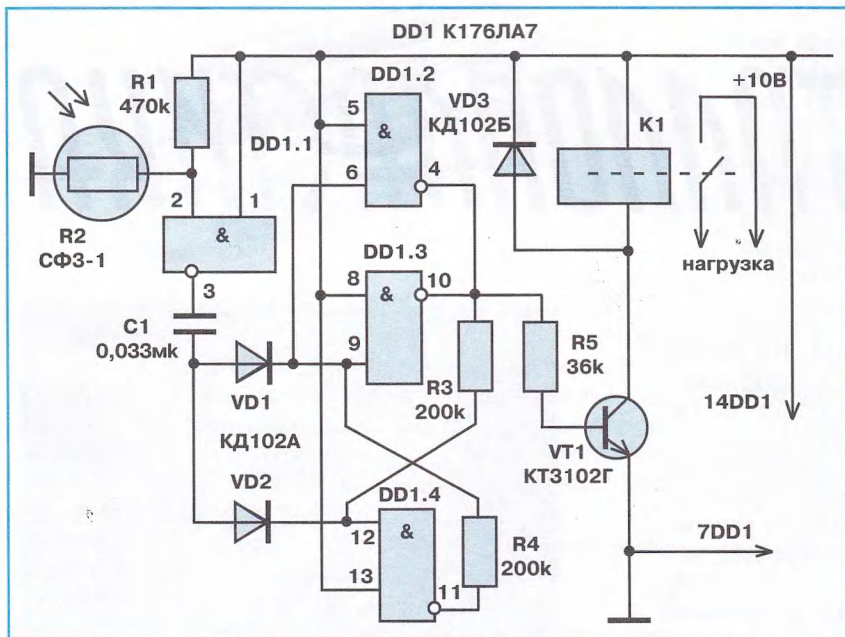 DD1 К176ЛА7
R1
470k
DD1.2
VD3
КД102Б
+10В
K1
DD1.1
5
&
6
4
2
1
&
R2
СФ3-1
3
DD1.3
8
&
10
9
нагрузка
C1
0,033мк
R3
200k
R5
36k
VD1
14DD1
КД102А
VT1
КТ3102Г
VD2
DD1.4
12
&
R4
200k
13
11
7DD1